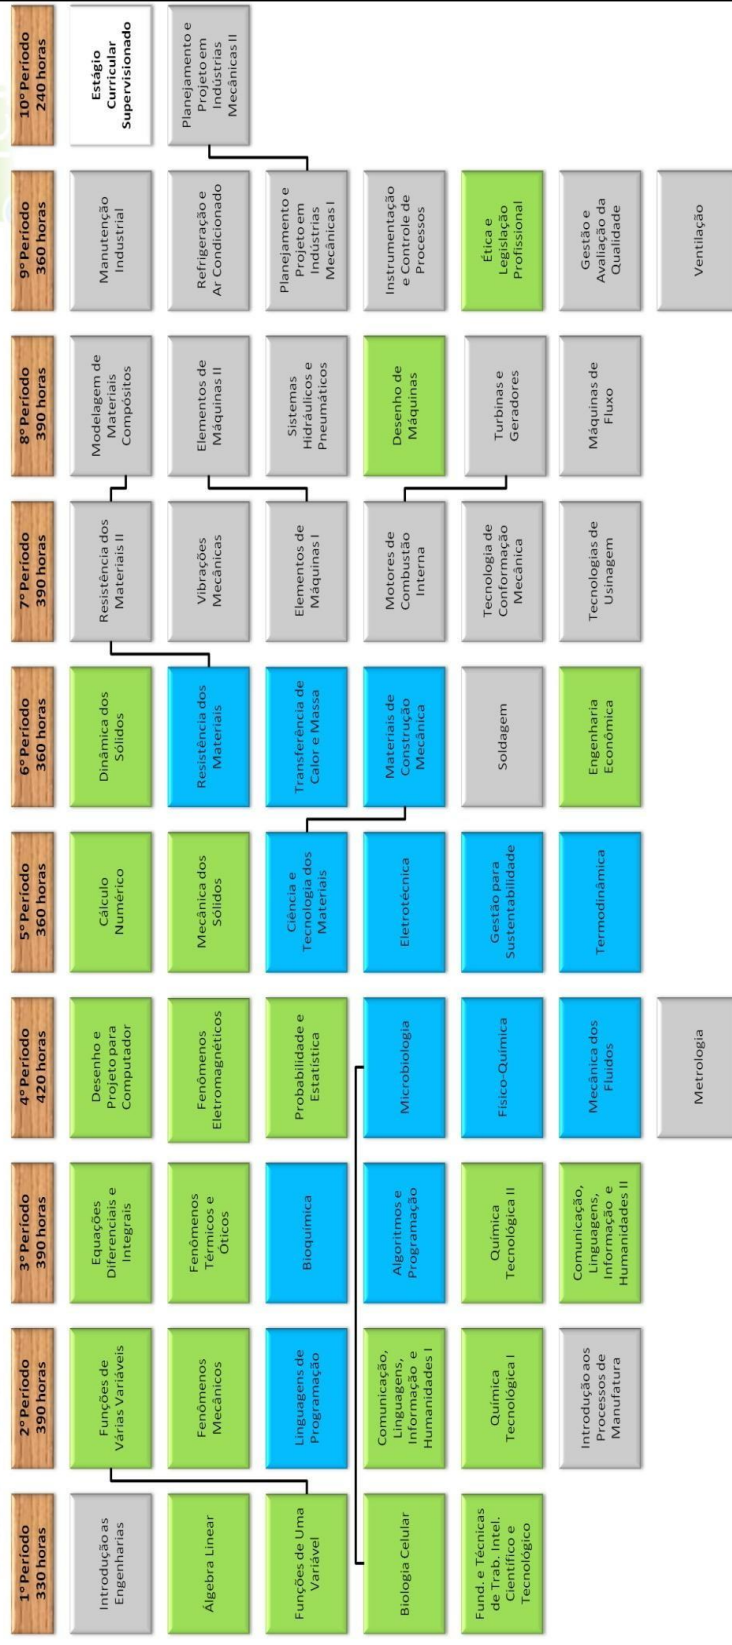 1º Período
330 horas
Introdução as
Engenharias
Álgebra Linear
Funções de Uma
Variável
Biologia Celular
Fund. e Técnicas
de Trab. Intel.
Científico e
Tecnológico
2º Período
390 horas
Funções de
Várias Variáveis
Fenômenos
Mecânicos
Linguagens de
Programação
Comunicação,
Linguagens,
Informação e
Humanidades I
Química
Tecnológica I
Introdução aos
Processos de
Manufatura
3º Período
390 horas
Equações
Diferenciais e
Integrais
Fenômenos
Térmicos e
Óticos
Bioquímica
Algoritmos e
Programação
Química
Tecnológica II
Comunicação,
Linguagens,
Informação e
Humanidades II
4º Período
420 horas
Desenho e
Projeto para
Computador
Fenômenos
Eletromagnéticos
Probabilidade e
Estatística
Microbiologia
Físico-Química
Mecânica dos
Fluidos
Metrologia
5º Período
360 horas
Cálculo
Numérico
Mecânica dos
Sólidos
Ciência e
Tecnologia dos
Materiais
Eletrotécnica
Gestão para
Sustentabilidade
Termodinâmica
6º Período
360 horas
Dinâmica dos
Sólidos
Resistência dos
Materiais
Transferência de
Calor e Massa
Materiais de
Construção
Mecânica
Soldagem
Engenharia
Econômica
7º Período
390 horas
Resistência dos
Materiais II
Vibrações
Mecânicas
Elementos de
Máquinas I
Motores de
Combustão
Interna
Tecnologia de
Conformação
Mecânica
Tecnologias de
Usinagem
8º Período
390 horas
Modelagem de
Materiais
Compósitos
Elementos de
Máquinas II
Sistemas
Hidráulicos e
Pneumáticos
Desenho de
Máquinas
Turbinas e
Geradores
Máquinas de
Fluxo
9º Período
360 horas
Manutenção
Industrial
Refrigeração e
Ar Condicionado
Planejamento e
Projeto em
Indústrias
Mecânicas I
Instrumentação
e Controle de
Processos
Ética e
Legislação
Profissional
Gestão e
Avaliação da
Qualidade
Ventilação
10º Período
240 horas
Estágio
Curricular
Supervisionado
Planejamento e
Projeto em
Indústrias
Mecânicas II